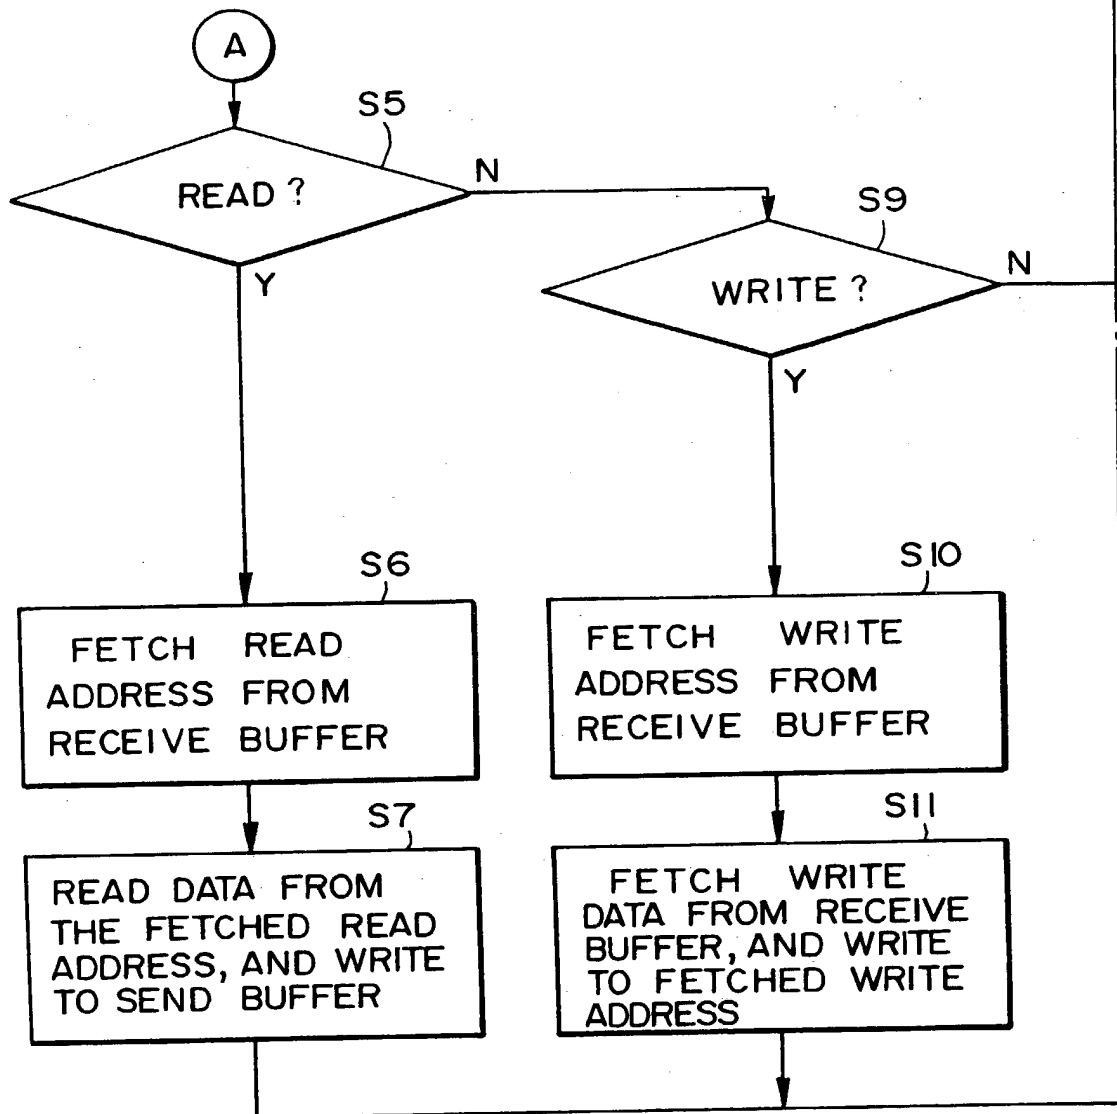 A
S5
READ ?
N
Y
S9
WRITE ?
N
Y
S6
FETCH READ
ADDRESS FROM
RECEIVE BUFFER
S10
FETCH WRITE
ADDRESS FROM
RECEIVE BUFFER
S7
READ DATA FROM
THE FETCHED READ
ADDRESS, AND WRITE
TO SEND BUFFER
S11
FETCH WRITE
DATA FROM RECEIVE
BUFFER, AND WRITE
TO FETCHED WRITE
ADDRESS